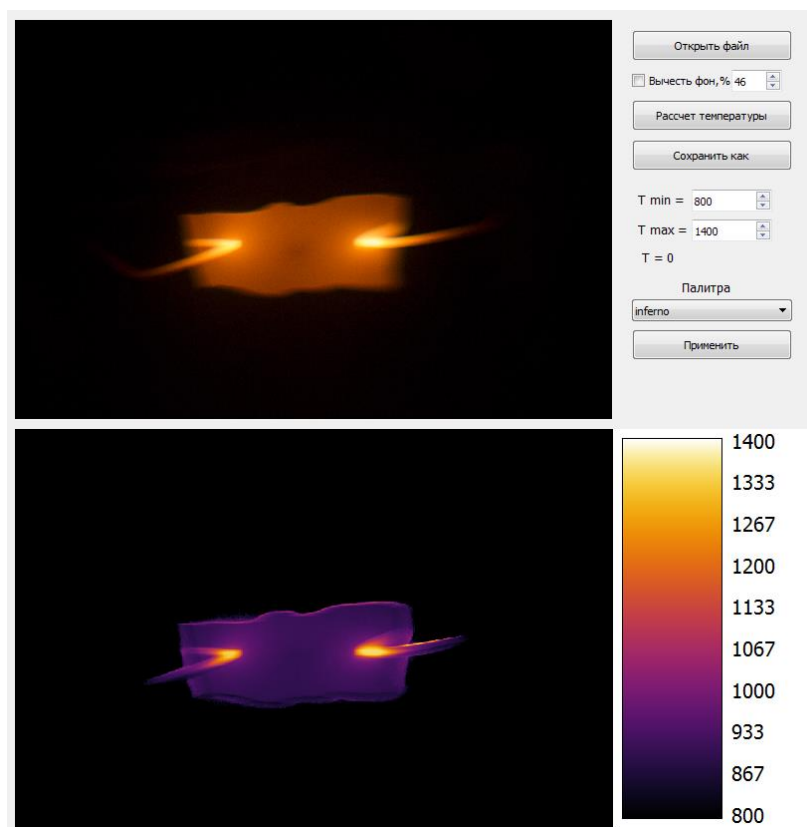 Открыть файл
Вычесть фон,% 46
Рассчет температуры
Сохранить как
T min = 800
T max = 1400
T = 0
Палитра
inferno
Применить
1400
1333
1267
1200
1133
1067
1000
933
867
800